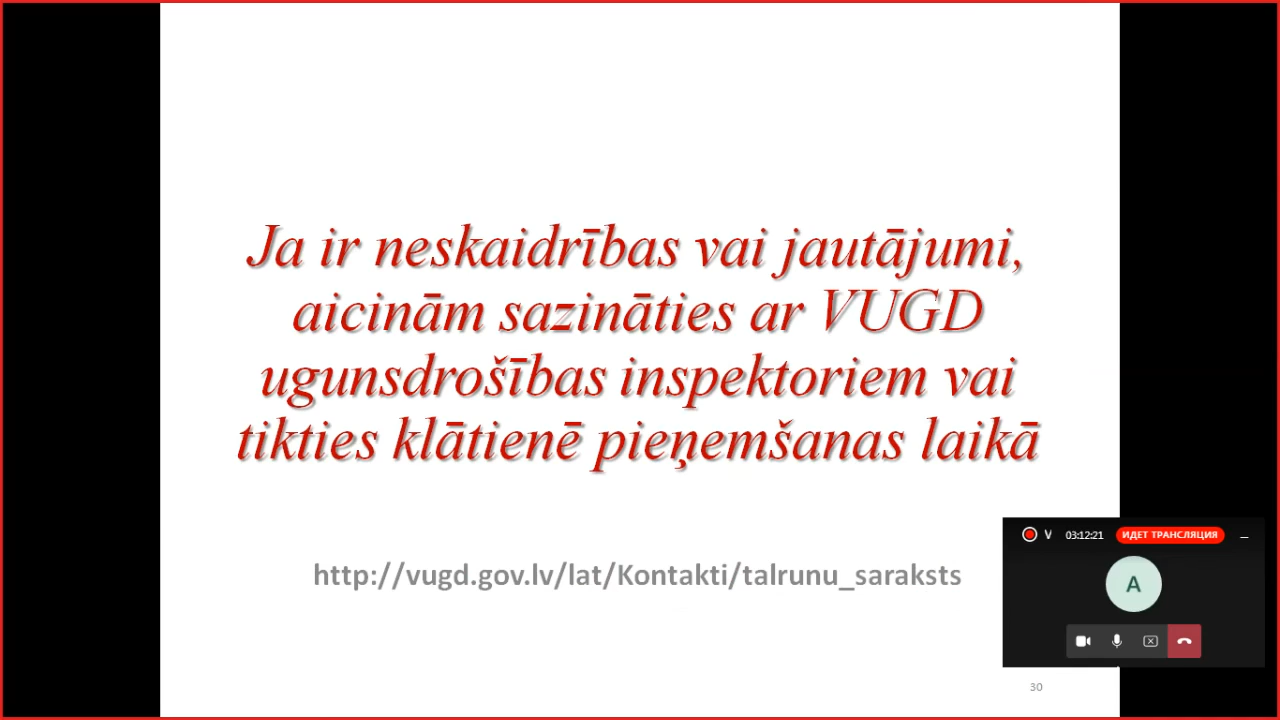 Ja ir neskaidrības vai jautājumi,
aicinām sazināties ar VUGD
ugunsdrošības inspektoriem vai
tikties klātienē pieņemšanas laikā
http://vugd.gov.lv/lat/Kontakti/talrunu_saraksts
V 03:12:21 ИДЕТ ТРАНСЛЯЦИЯ
A
30